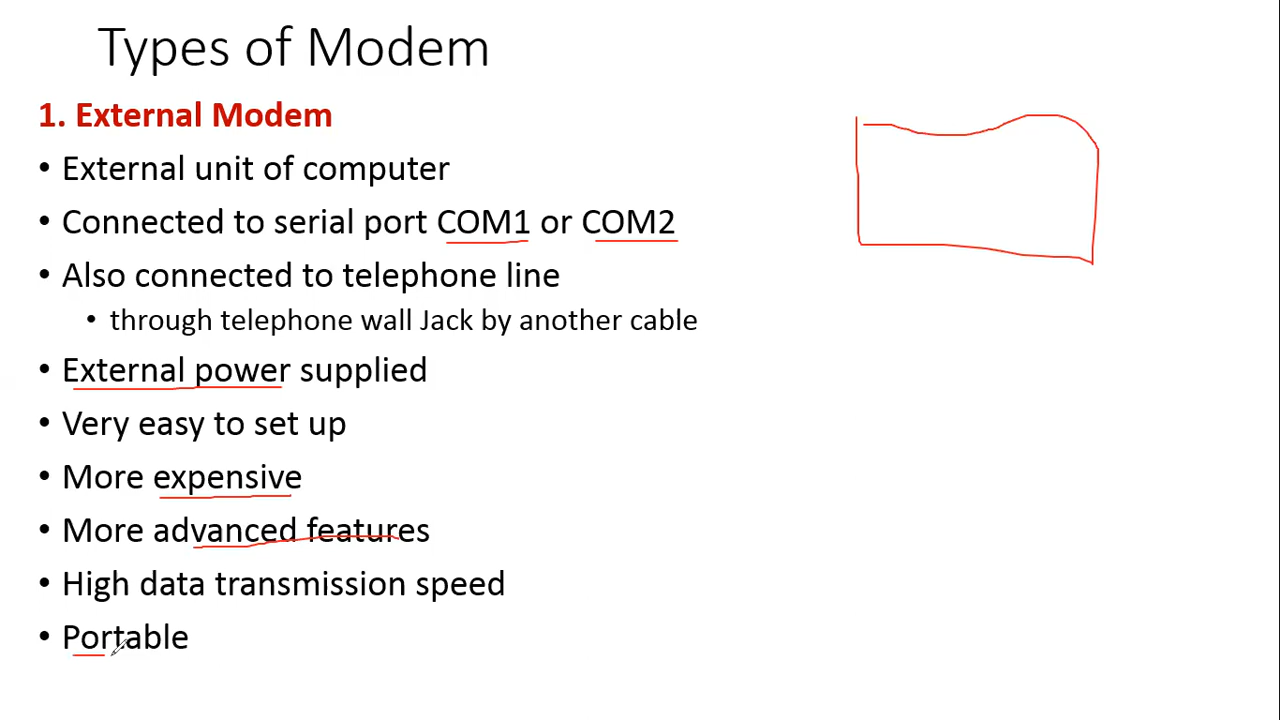 Types of Modem
1. External Modem
• External unit of computer
• Connected to serial port COM1 or COM2
• Also connected to telephone line
• through telephone wall Jack by another cable
• External power supplied
• Very easy to set up
• More expensive
• More advanced features
• High data transmission speed
• Portable